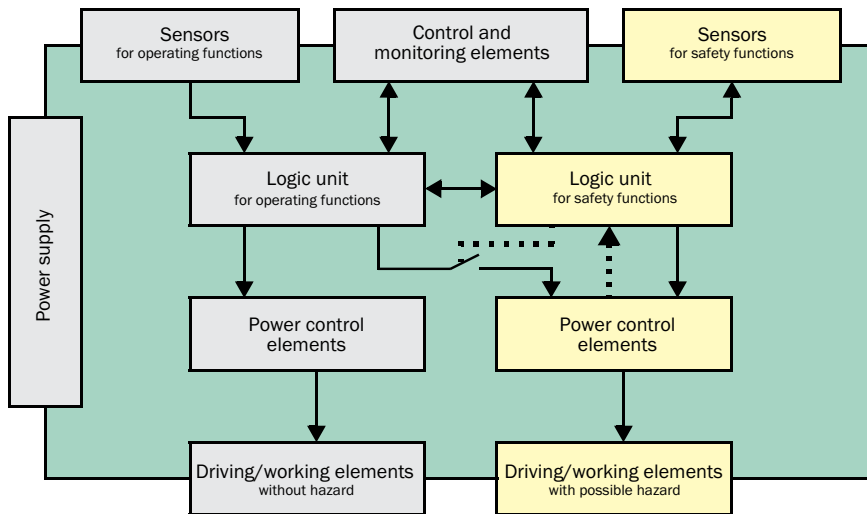 Sensors
for operating functions
Control and
monitoring elements
Sensors
for safety functions
Power supply
Logic unit
for operating functions
Logic unit
for safety functions
Power control
elements
Power control
elements
Driving/working elements
without hazard
Driving/working elements
with possible hazard